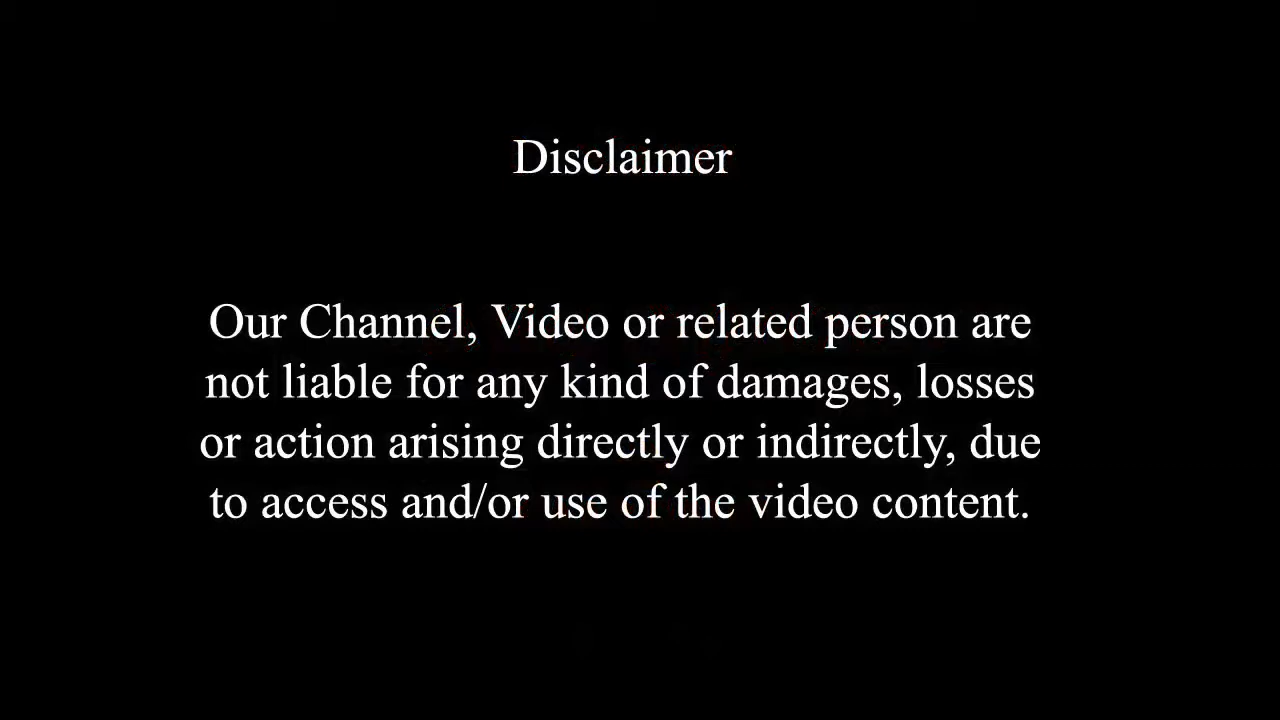 Disclaimer
Our Channel, Video or related person are
not liable for any kind of damages, losses
or action arising directly or indirectly, due
to access and/or use of the video content.